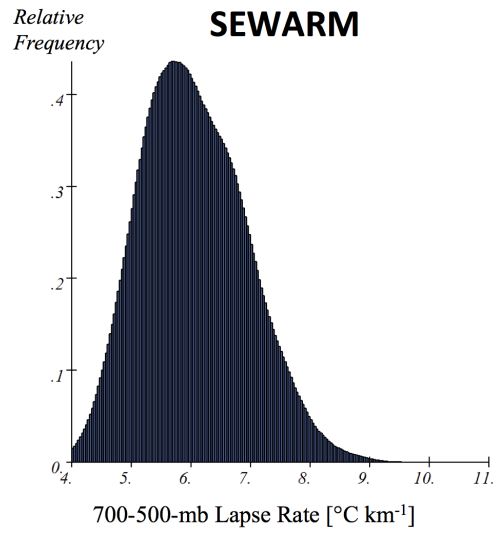 Relative
Frequency
SEWARM
.4
.3
.2
.1
0.
4. 5. 6. 7. 8. 9. 10. 11.
700-500-mb Lapse Rate [°C km⁻¹]